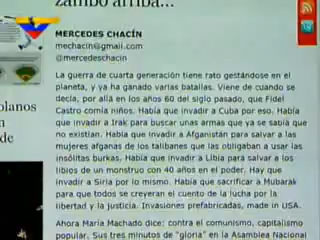 zambo arriba...
MERCEDES CHACÍN
mechacin@gmail.com
@mercedeschacin
La guerra de cuarta generación tiene rato gestándose en el
planeta, y ya ha ganado varias batallas. Viene de cuando se
decía, por allá en los años 60 del siglo pasado, que Fidel
Castro comía niños. Había que invadir a Cuba por eso. Había
que invadir a Irak para buscar unas armas que ya se sabía que
no existían. Había que invadir a Afganistán para salvar a las
mujeres afganas de los talibanes que las obligaban a usar las
insólitas burkas. Había que invadir a Libia para salvar a los
libios de un monstruo con 40 años en el poder. Hay que
invadir a Siria por lo mismo. Había que sacrificar a Mubarak
para que todos se creyeran el cuento de la lucha por la
libertad y la justicia. Invasiones prefabricadas, made in USA.
Ahora María Machado dice: contra el comunismo, capitalismo
popular. Sus tres minutos de "gloria" en la Asamblea Nacional
olanos
n
de